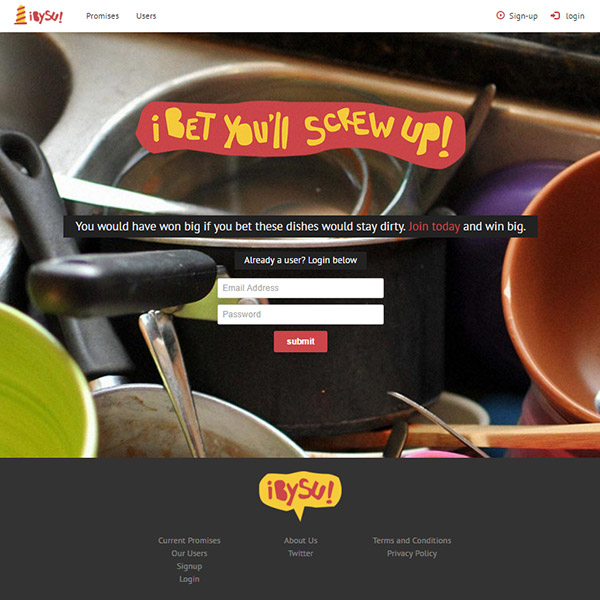 iBYSU!
Promises
Users
Sign-up
login
i BET YOU'll SCREW UP!
You would have won big if you bet these dishes would stay dirty. Join today and win big.
Already a user? Login below
Email Address
Password
submit
iBYSU!
Current Promises
Our Users
Signup
Login
About Us
Twitter
Terms and Conditions
Privacy Policy